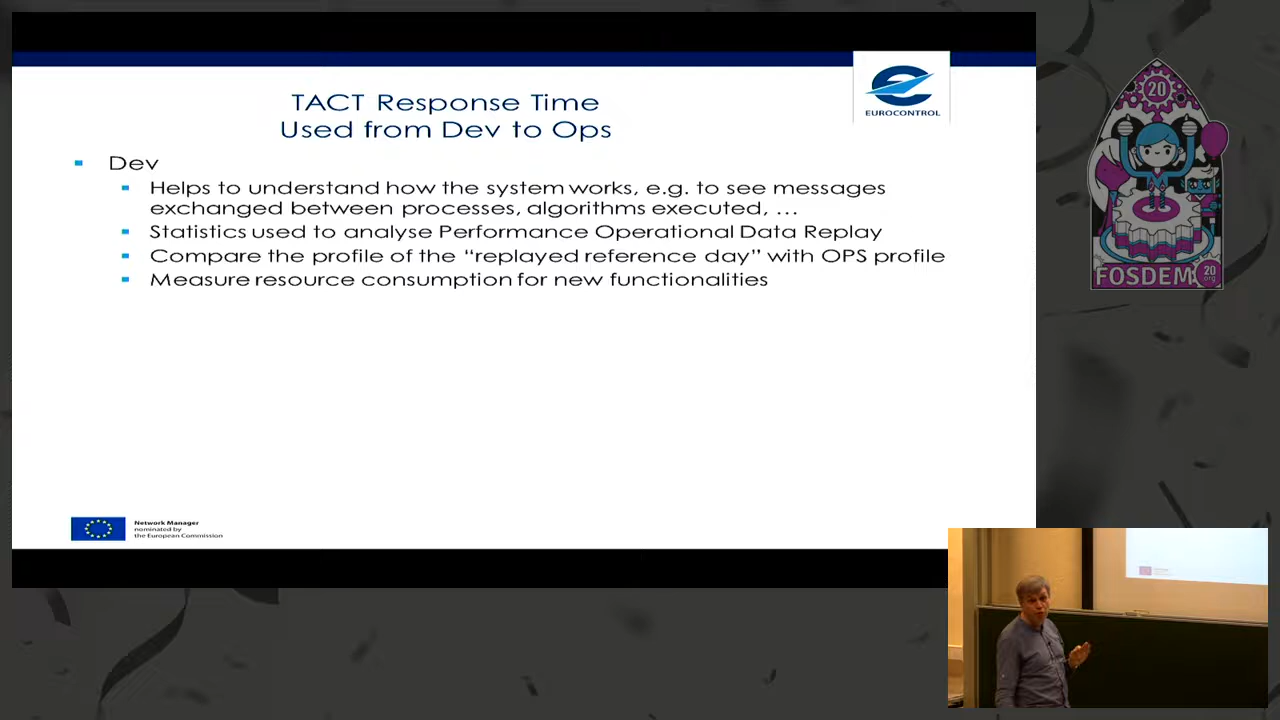 TACT Response Time
Used from Dev to Ops
EUROCONTROL
Dev
Helps to understand how the system works, e.g. to see messages
exchanged between processes, algorithms executed, …
Statistics used to analyse Performance Operational Data Replay
Compare the profile of the “replayed reference day” with OPS profile
Measure resource consumption for new functionalities
Network Manager
nominated by
the European Commission
20
FOSDEM
20
.org